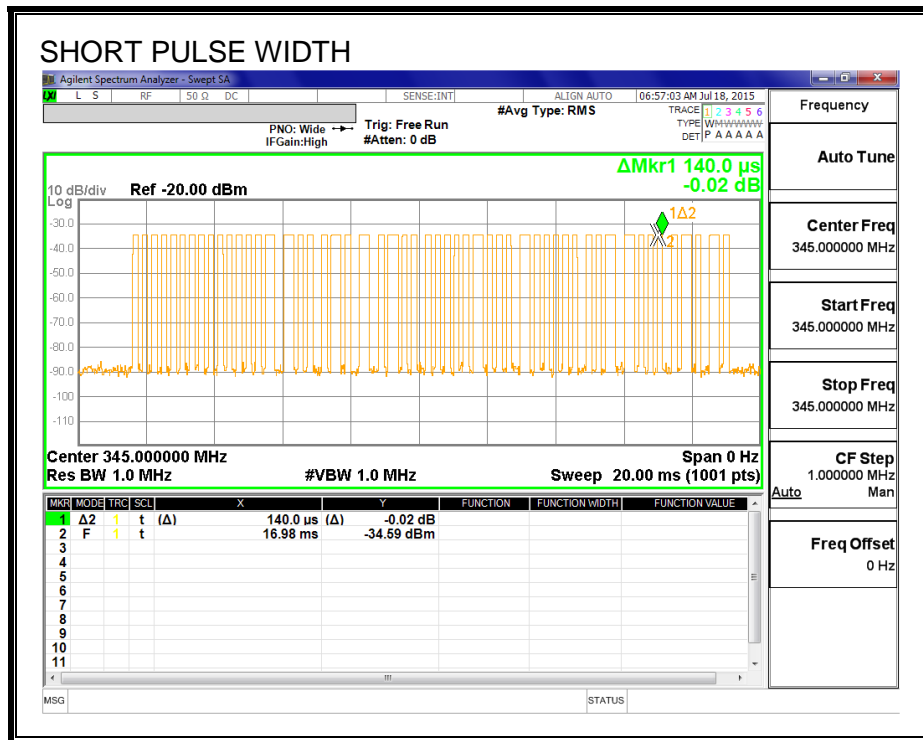 SHORT PULSE WIDTH
Agilent Spectrum Analyzer - Swept SA
LXI L S RF 50 Ω DC SENSE:INT ALIGN AUTO 06:57:03 AM Jul 18, 2015
Frequency
#Avg Type: RMS
TRACE 1 2 3 4 5 6
PNO: Wide Trig: Free Run
TYPE WMWWWW
IFGain:High #Atten: 0 dB
DET P A A A A A
Auto Tune
ΔMkr1 140.0 µs
-0.02 dB
10 dB/div Ref -20.00 dBm
Log
1Δ2
2
-30.0
-40.0
-50.0
-60.0
-70.0
-80.0
-90.0
-100
-110
Center Freq
345.000000 MHz
Start Freq
345.000000 MHz
Stop Freq
345.000000 MHz
Center 345.000000 MHz Span 0 Hz
Res BW 1.0 MHz #VBW 1.0 MHz Sweep 20.00 ms (1001 pts)
CF Step
1.000000 MHz
Auto Man
MKR MODE TRC SCL X Y FUNCTION FUNCTION WIDTH FUNCTION VALUE
1 Δ2 1 t (Δ) 140.0 µs (Δ) -0.02 dB
2 F 1 t 16.98 ms -34.59 dBm
3
4
5
6
7
8
9
10
11
Freq Offset
0 Hz
MSG STATUS